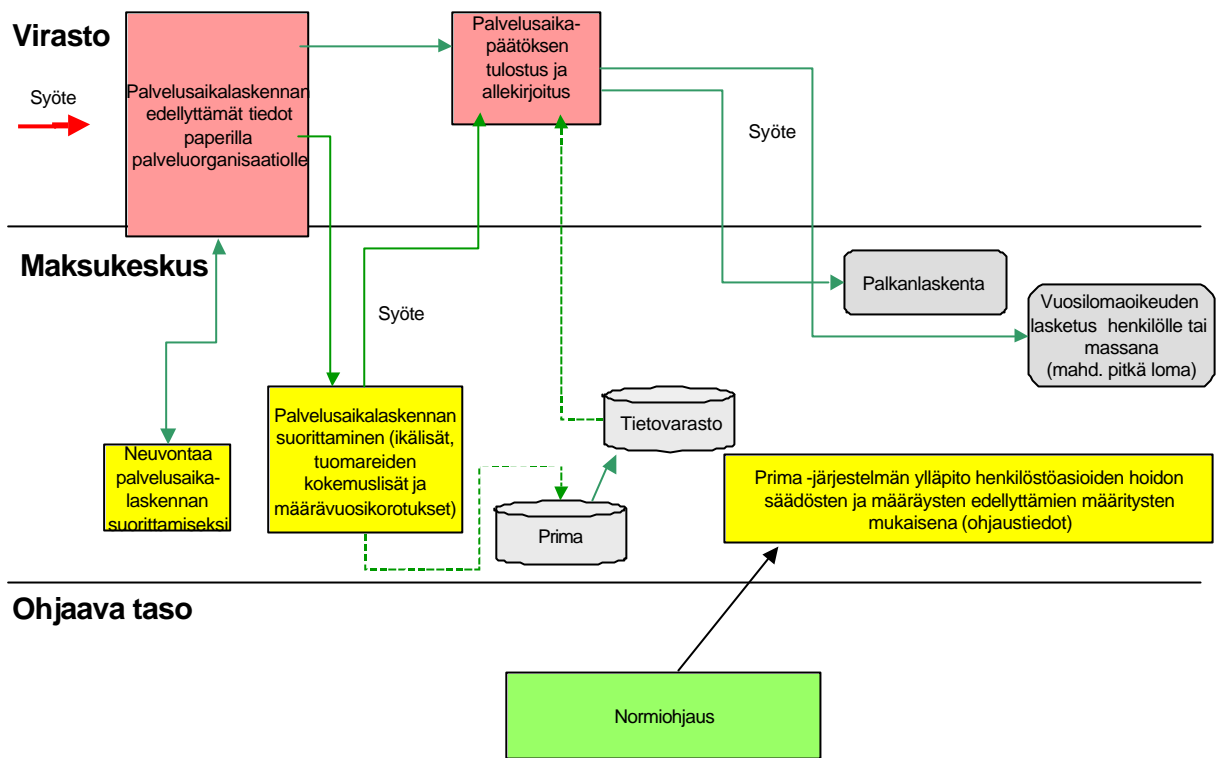 Virasto
Syöte
Palvelusaikalaskennan
edellyttämät tiedot
paperilla
palveluorganisaatiolle
Palvelusaika-
päätöksen
tulostus ja
allekirjoitus
Syöte
Maksukeskus
Palkanlaskenta
Vuosilomaoikeuden
lasketus henkilölle tai
massana
(mahd. pitkä loma)
Syöte
Neuvontaa
palvelusaika-
laskennan
suorittamiseksi
Palvelusaikalaskennan
suorittaminen (ikälisät,
tuomareiden
kokemuslisät ja
määrävuosikorotukset)
Tietovarasto
Prima
Prima -järjestelmän ylläpito henkilöstöasioiden hoidon
säädösten ja määräysten edellyttämien määritysten
mukaisena (ohjaustiedot)
Ohjaava taso
Normiohjaus